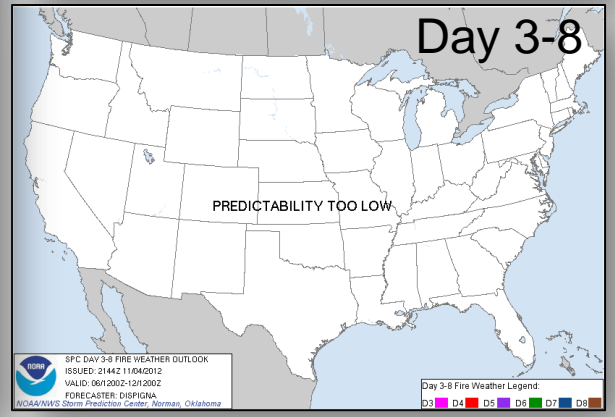 Day 3-8
PREDICTABILITY TOO LOW
NOAA
SPC DAY 3-8 FIRE WEATHER OUTLOOK
ISSUED: 2144Z 11/04/2012
VALID: 06/1200Z-12/1200Z
FORECASTER: DISPIGNA
NOAA/NWS Storm Prediction Center, Norman, Oklahoma
Day 3-8 Fire Weather Legend:
D3 D4 D5 D6 D7 D8